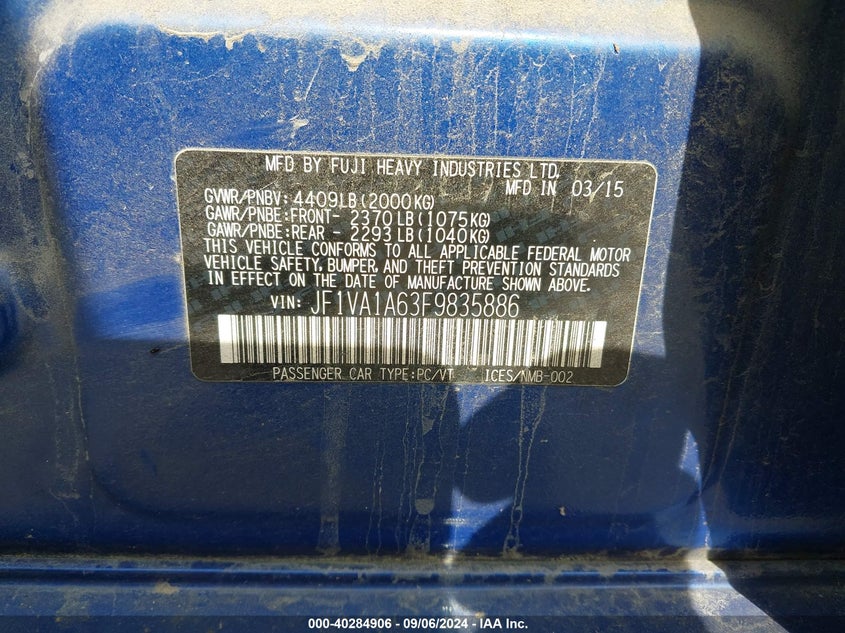 MFD BY FUJI HEAVY INDUSTRIES LTD.
MFD IN 03/15
GVWR/PNBV: 4409LB(2000KG)
GAWR/PNBE:FRONT- 2370LB(1075KG)
GAWR/PNBE:REAR - 2293LB(1040KG)
THIS VEHICLE CONFORMS TO ALL APPLICABLE FEDERAL MOTOR
VEHICLE SAFETY, BUMPER, AND THEFT PREVENTION STANDARDS
IN EFFECT ON THE DATE OF MANUFACTURE SHOWN ABOVE.
VIN: JF1VA1A63F9835886
PASSENGER CAR TYPE:PC/VT ICES/NMB-002
000-40284906 - 09/06/2024 - IAA Inc.